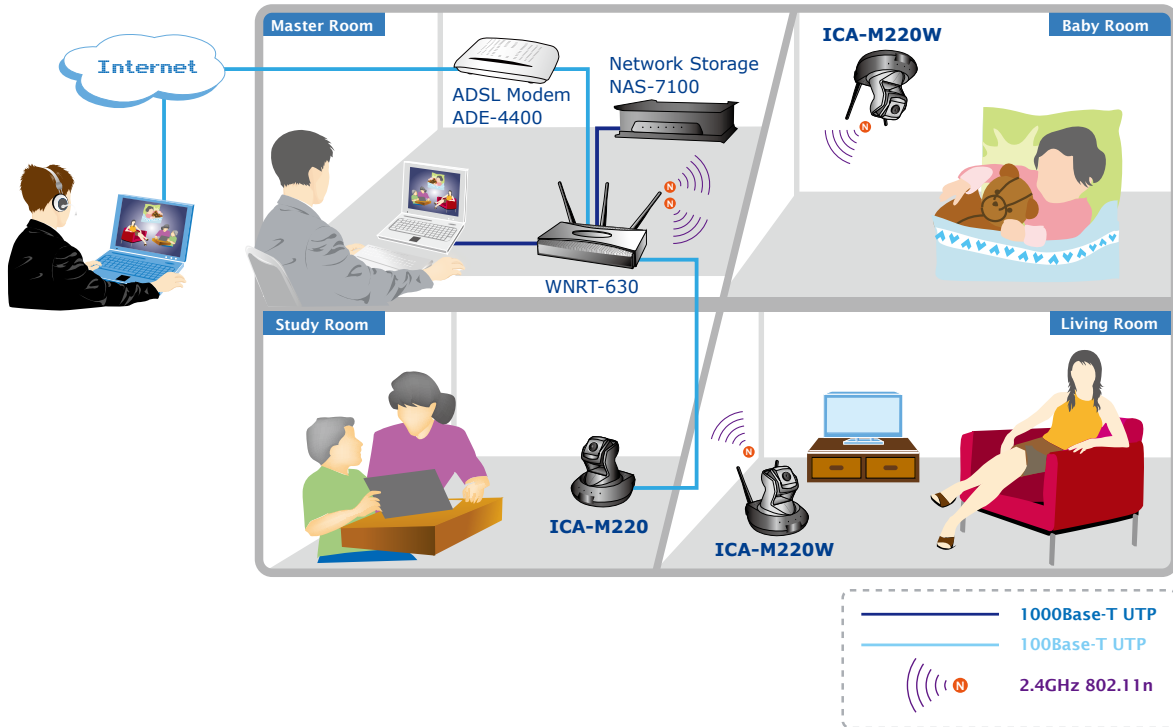 Master Room
Baby Room
ICA-M220W
Internet
Network Storage
NAS-7100
ADSL Modem
ADE-4400
N
N
N
WNRT-630
Study Room
Living Room
N
ICA-M220
ICA-M220W
1000Base-T UTP
100Base-T UTP
N
2.4GHz 802.11n